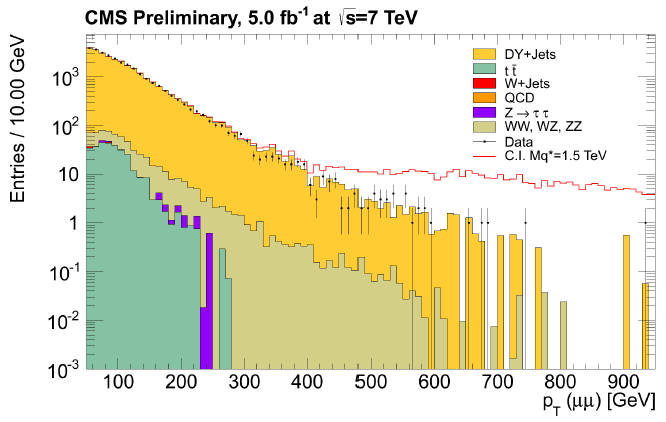 CMS Preliminary, 5.0 fb⁻¹ at √s=7 TeV
Entries / 10.00 GeV
10³
10²
10
1
10⁻¹
10⁻²
10⁻³
DY+Jets
t t̄
W+Jets
QCD
Z→ττ
WW, WZ, ZZ
Data
C.I. Mq*=1.5 TeV
100 200 300 400 500 600 700 800 900
p_T (μμ) [GeV]